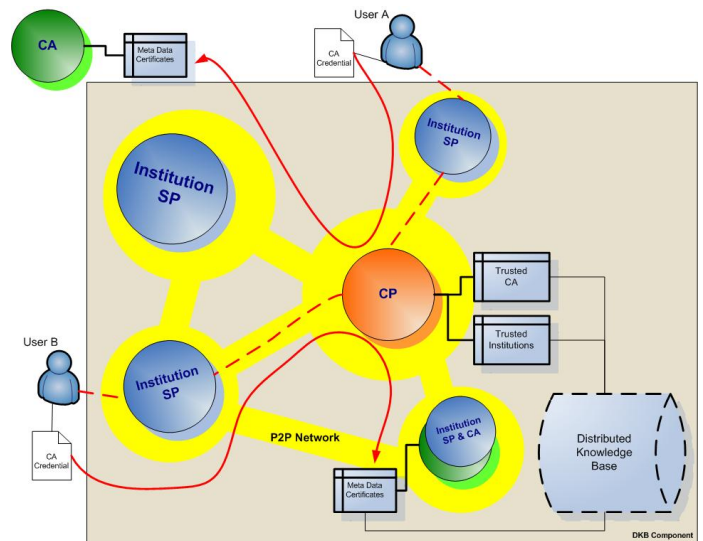 User A
CA
Meta Data
Certificates
CA
Credential
Institution
SP
Institution
SP
CP
Trusted
CA
Trusted
Institutions
User B
Institution
SP
CA
Credential
P2P Network
Institution
SP & CA
Meta Data
Certificates
Distributed
Knowledge
Base
DKB Component